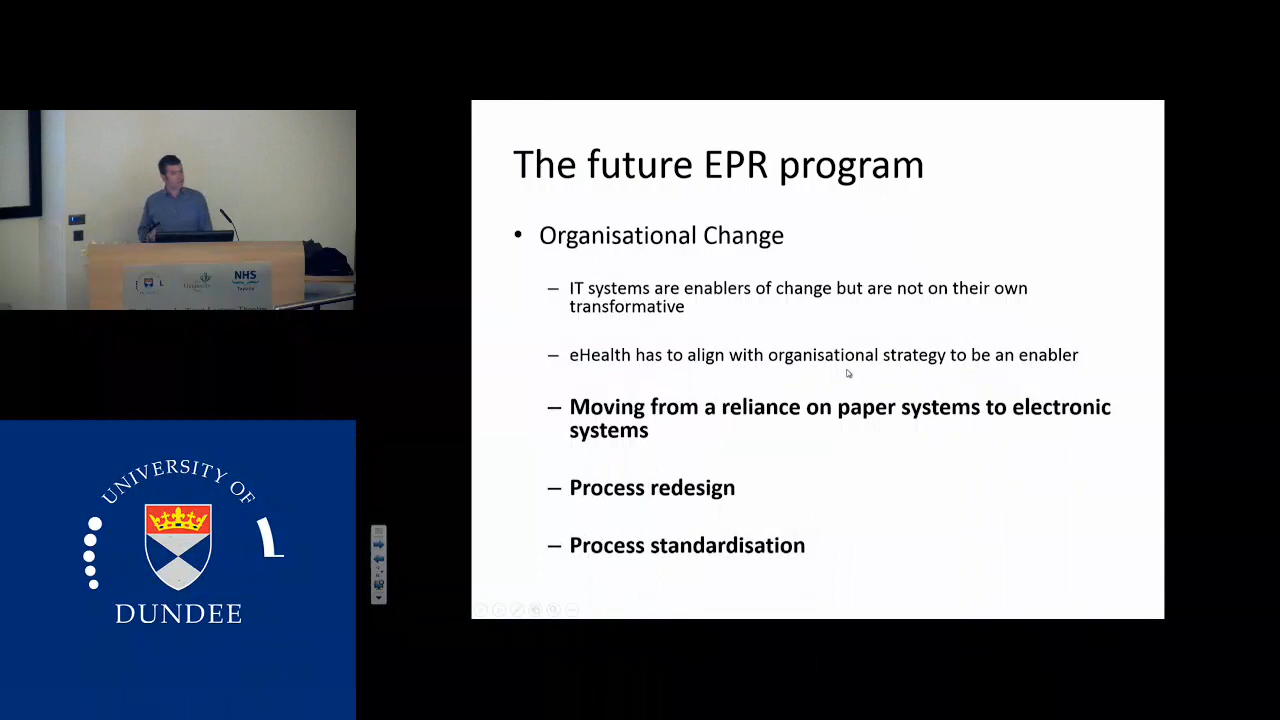 The future EPR program
• Organisational Change
– IT systems are enablers of change but are not on their own
transformative
– eHealth has to align with organisational strategy to be an enabler
– Moving from a reliance on paper systems to electronic
systems
– Process redesign
– Process standardisation
NHS
UNIVERSITY OF
DUNDEE